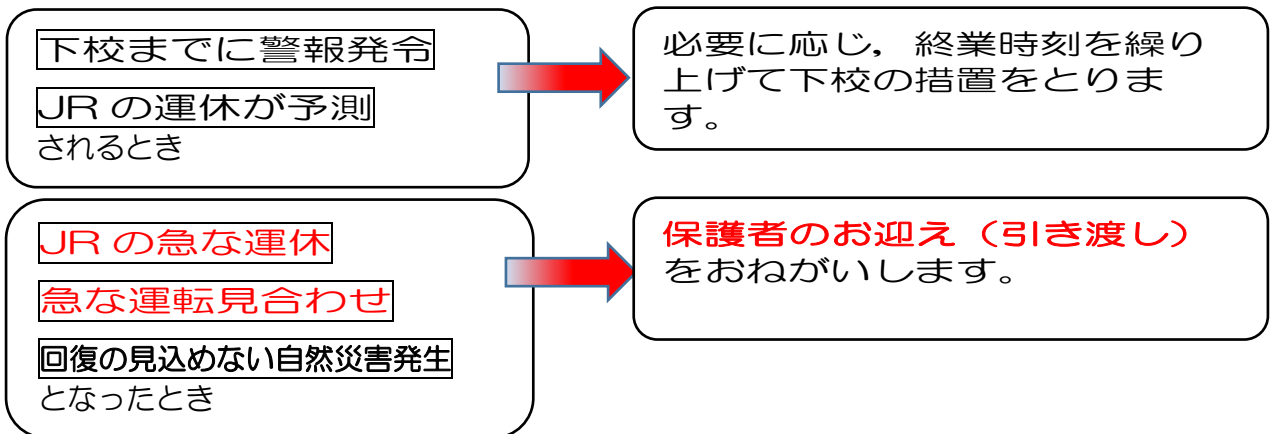 下校までに警報発令
JRの運休が予測
されるとき
必要に応じ，終業時刻を繰り
上げて下校の措置をとりま
す。
JRの急な運休
急な運転見合わせ
回復の見込めない自然災害発生
となったとき
保護者のお迎え（引き渡し）
をおねがいします。